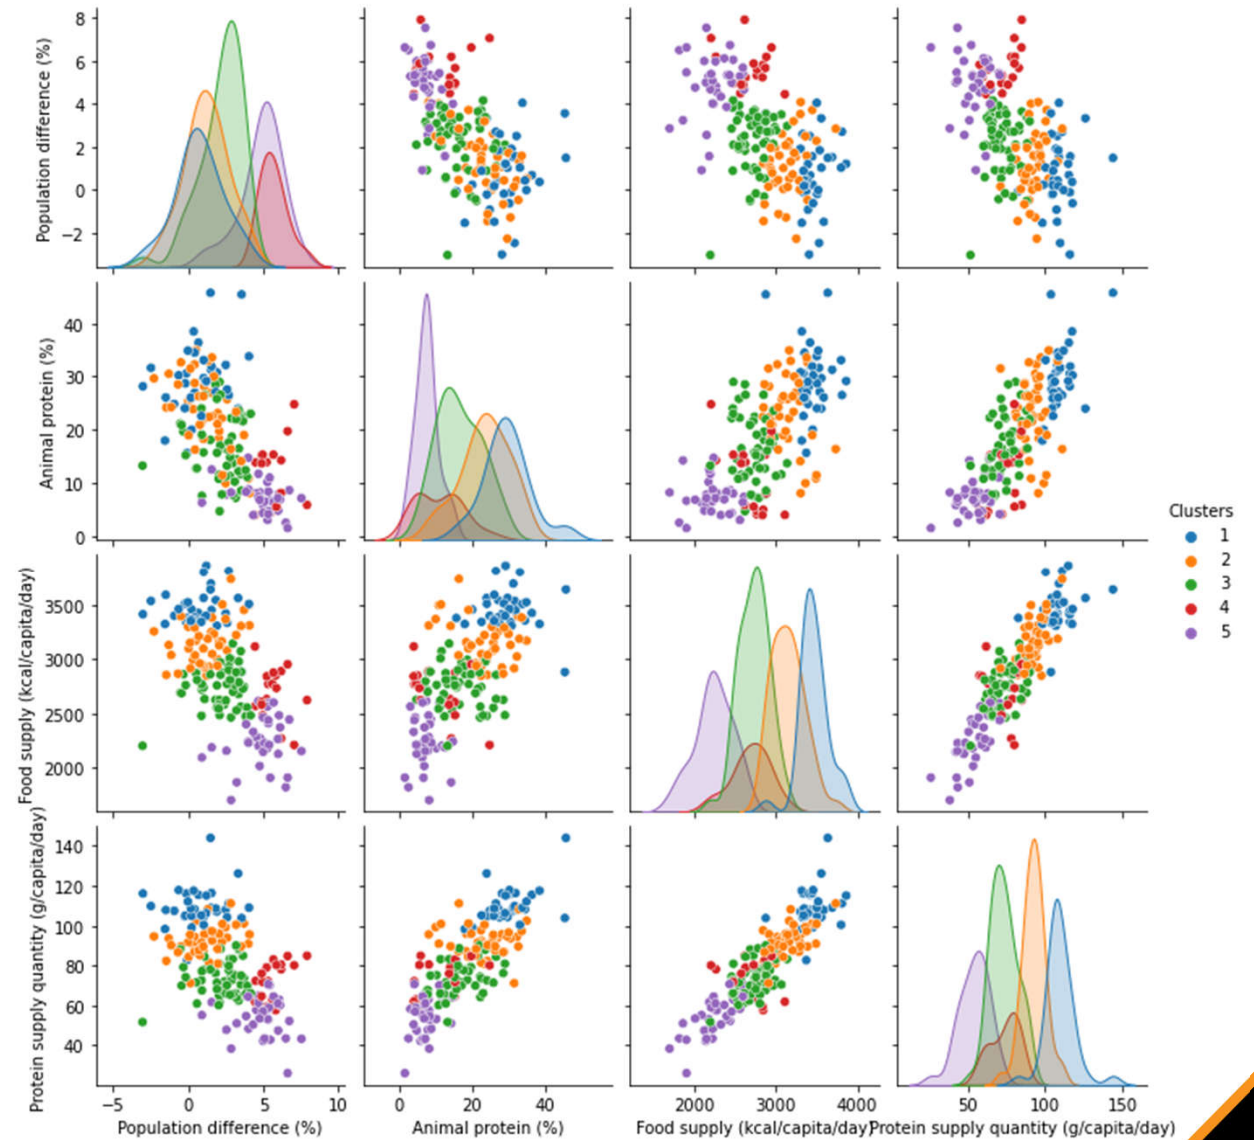 Population difference (%)
8
6
4
2
0
−2
Animal protein (%)
40
30
20
10
0
Food supply (kcal/capita/day)
3500
3000
2500
2000
Protein supply quantity (g/capita/day)
140
120
100
80
60
40
Clusters
1
2
3
4
5
−5 0 5 10
0 20 40
2000 3000 4000
50 100 150
Population difference (%)
Animal protein (%)
Food supply (kcal/capita/day)
Protein supply quantity (g/capita/day)